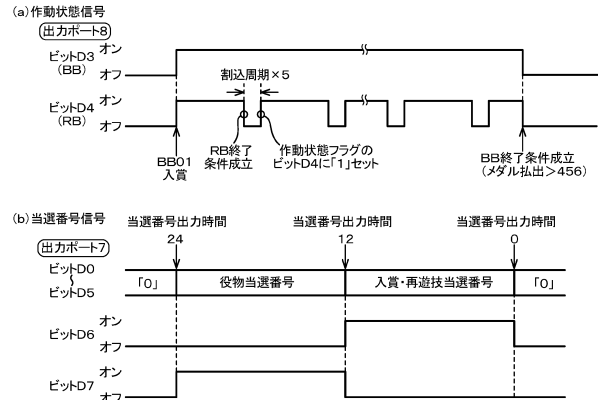 (a)作動状態信号
出力ポート8
ビットD3
(BB)
オン
オフ
割込周期×5
ビットD4
(RB)
オン
オフ
BB01
入賞
RB終了
条件成立
作動状態フラグの
ビットD4に「1」セット
BB終了条件成立
(メダル払出>456)
(b)当選番号信号
出力ポート7
当選番号出力時間
24
当選番号出力時間
12
当選番号出力時間
0
ビットD0
〜
ビットD5
「0」
役物当選番号
入賞・再遊技当選番号
「0」
ビットD6
オン
オフ
ビットD7
オン
オフ